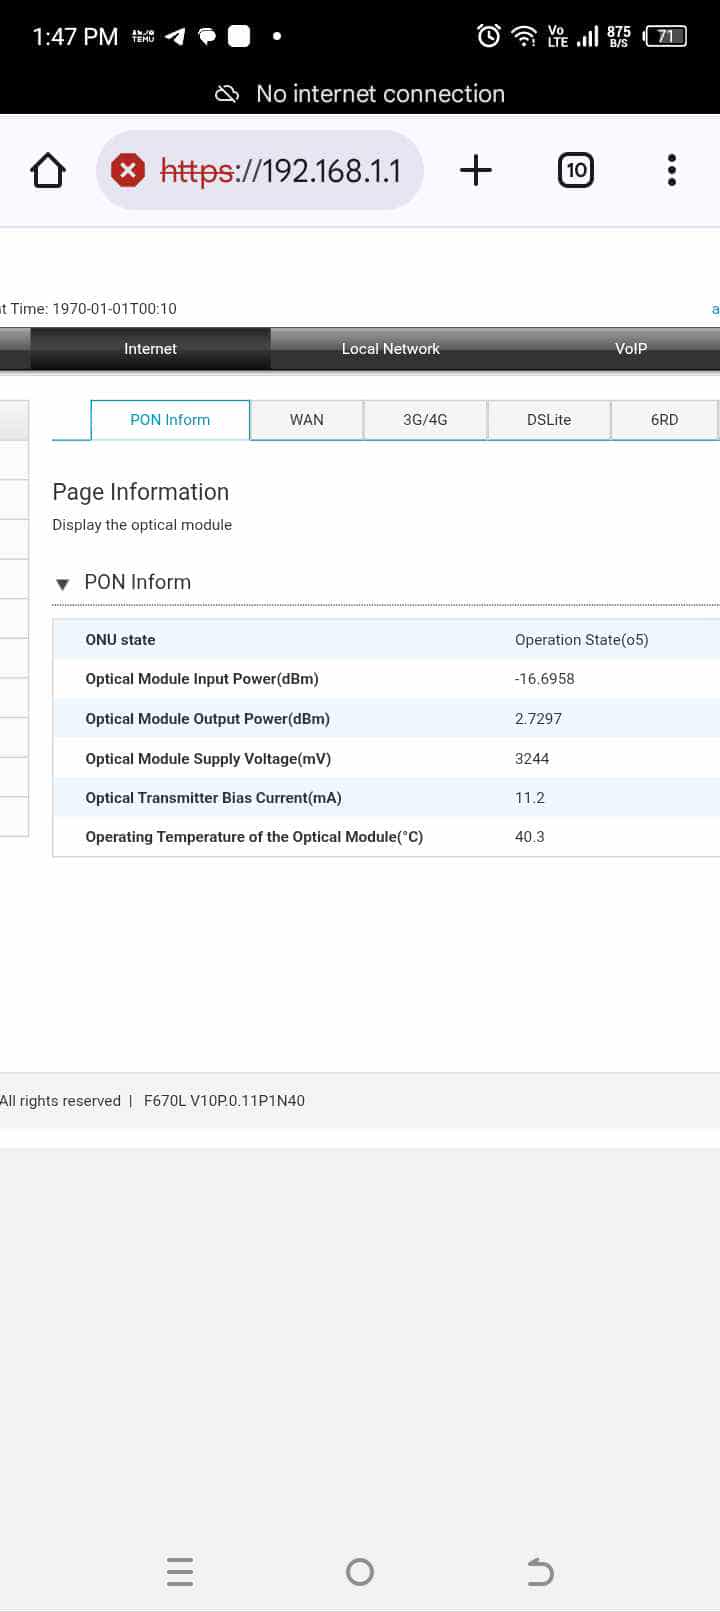 1:47 PM TEMU Vo LTE 875 B/S 71
No internet connection
https://192.168.1.1 10
t Time: 1970-01-01T00:10 a
Internet Local Network VoIP
PON Inform WAN 3G/4G DSLite 6RD
Page Information
Display the optical module
PON Inform
ONU state Operation State(o5)
Optical Module Input Power(dBm) -16.6958
Optical Module Output Power(dBm) 2.7297
Optical Module Supply Voltage(mV) 3244
Optical Transmitter Bias Current(mA) 11.2
Operating Temperature of the Optical Module(°C) 40.3
All rights reserved | F670L V10P.0.11P1N40